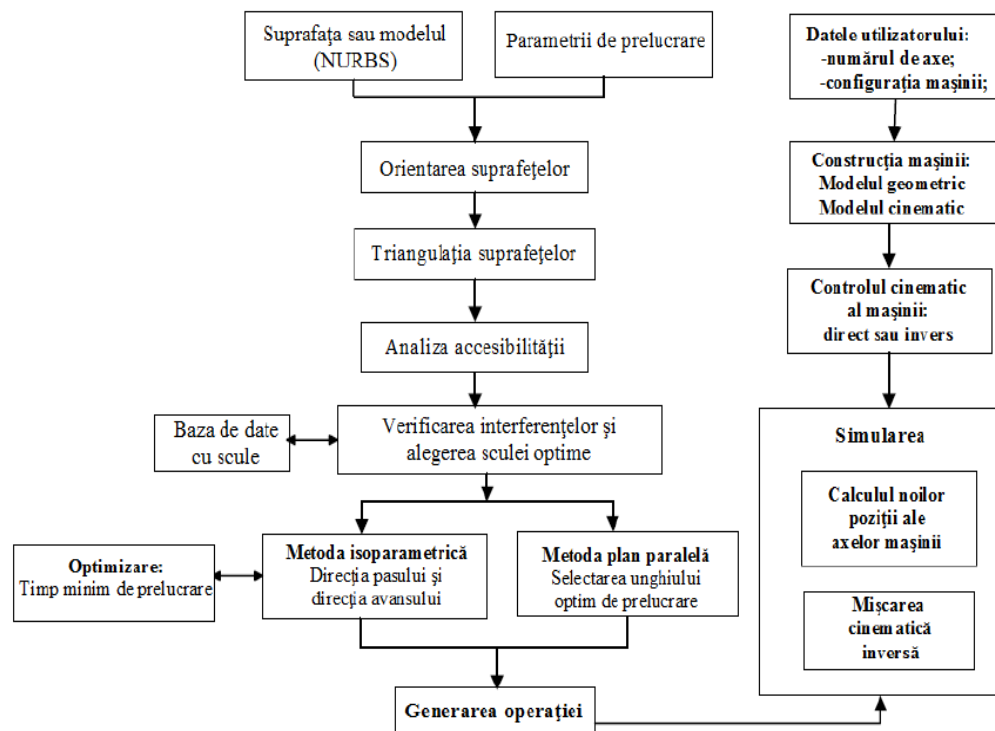 Suprafaţa sau modelul
(NURBS)
Parametrii de prelucrare
Orientarea suprafeţelor
Triangulaţia suprafeţelor
Analiza accesibilităţii
Baza de date
cu scule
Verificarea interferenţelor şi
alegerea sculei optime
Optimizare:
Timp minim de prelucrare
Metoda isoparametrică
Direcţia pasului şi
direcţia avansului
Metoda plan paralelă
Selectarea unghiului
optim de prelucrare
Generarea operaţiei
Datele utilizatorului:
-numărul de axe;
-configuraţia maşinii;
Construcţia maşinii:
Modelul geometric
Modelul cinematic
Controlul cinematic
al maşinii:
direct sau invers
Simularea
Calculul noilor
poziţii ale
axelor maşinii
Mişcarea
cinematică
inversă